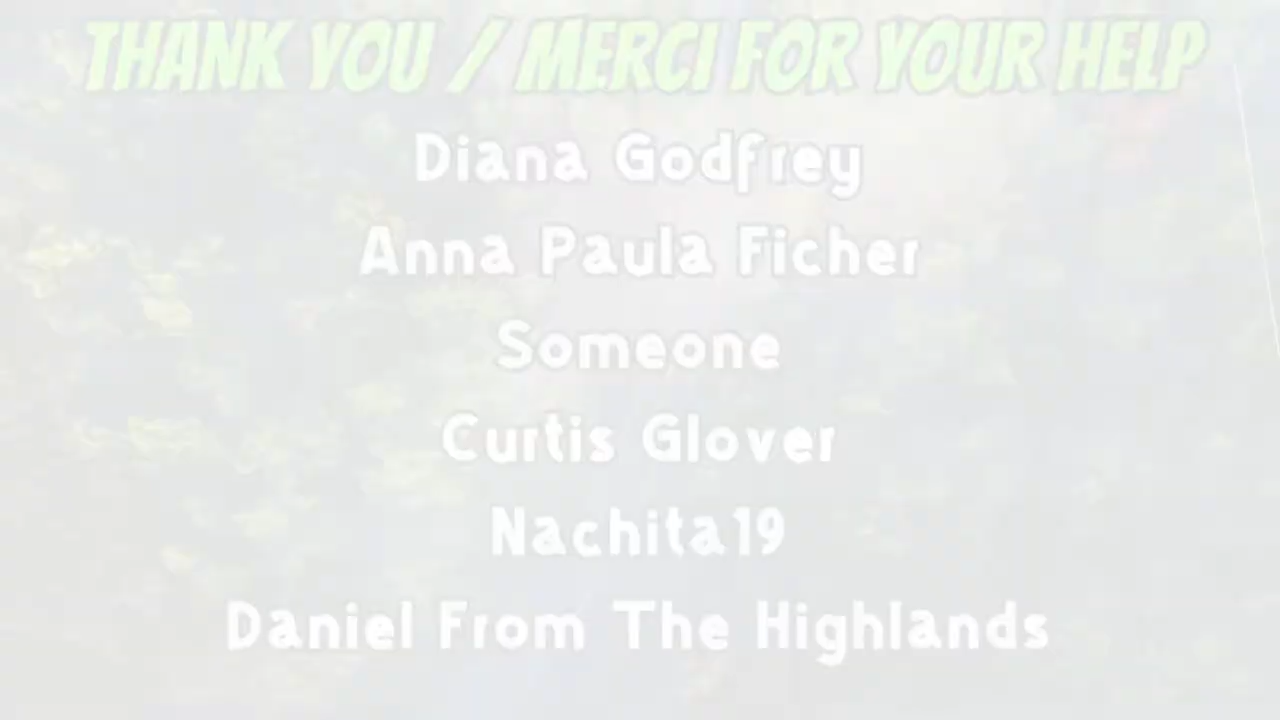 THANK YOU / MERCI FOR YOUR HELP
Diana Godfrey
Anna Paula Ficher
Someone
Curtis Glover
Nachita19
Daniel From The Highlands